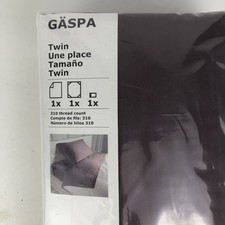 GÄSPA
Twin
Une place
Tamaño
Twin
1x 1x 1x
310 thread count
Compte de fils: 310
Número de hilos 310